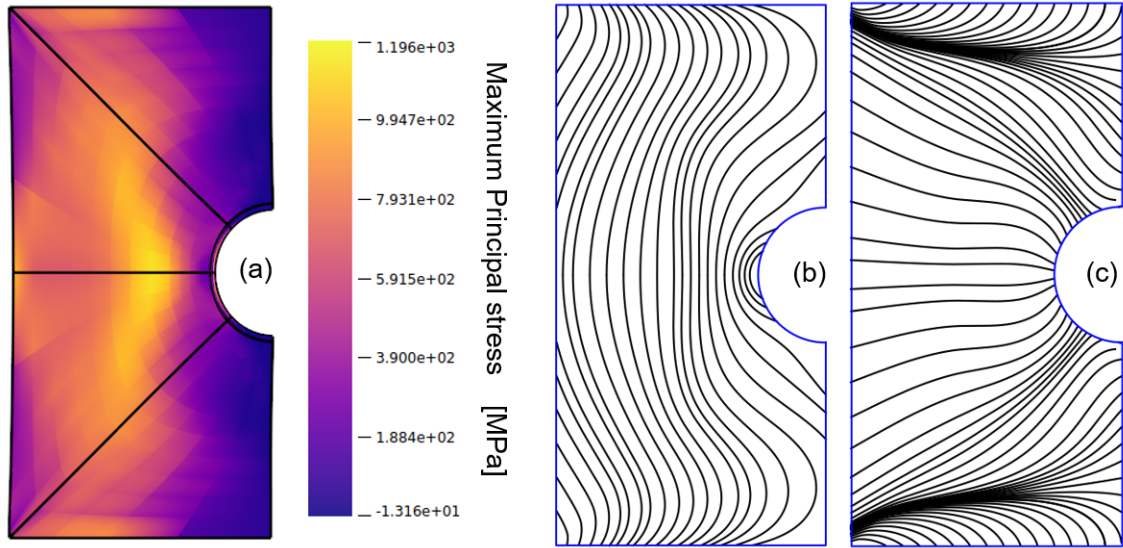 (a)
1.196e+03
9.947e+02
7.931e+02
5.915e+02
3.900e+02
1.884e+02
-1.316e+01
Maximum Principal stress [MPa]
(b)
(c)